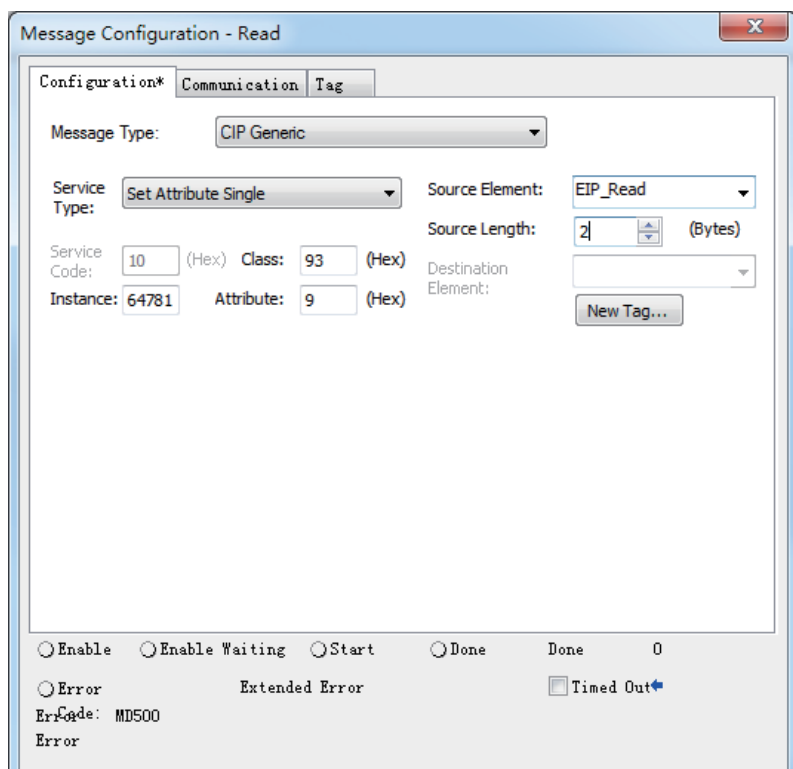 Message Configuration - Read
Configuration* Communication Tag
Message Type: CIP Generic
Service Type: Set Attribute Single
Source Element: EIP_Read
Source Length: 2 (Bytes)
Service Code: 10 (Hex) Class: 93 (Hex)
Destination Element:
Instance: 64781 Attribute: 9 (Hex)
New Tag...
Enable Enable Waiting Start Done Done 0
Error Extended Error Timed Out
Error Code: MD500
Error